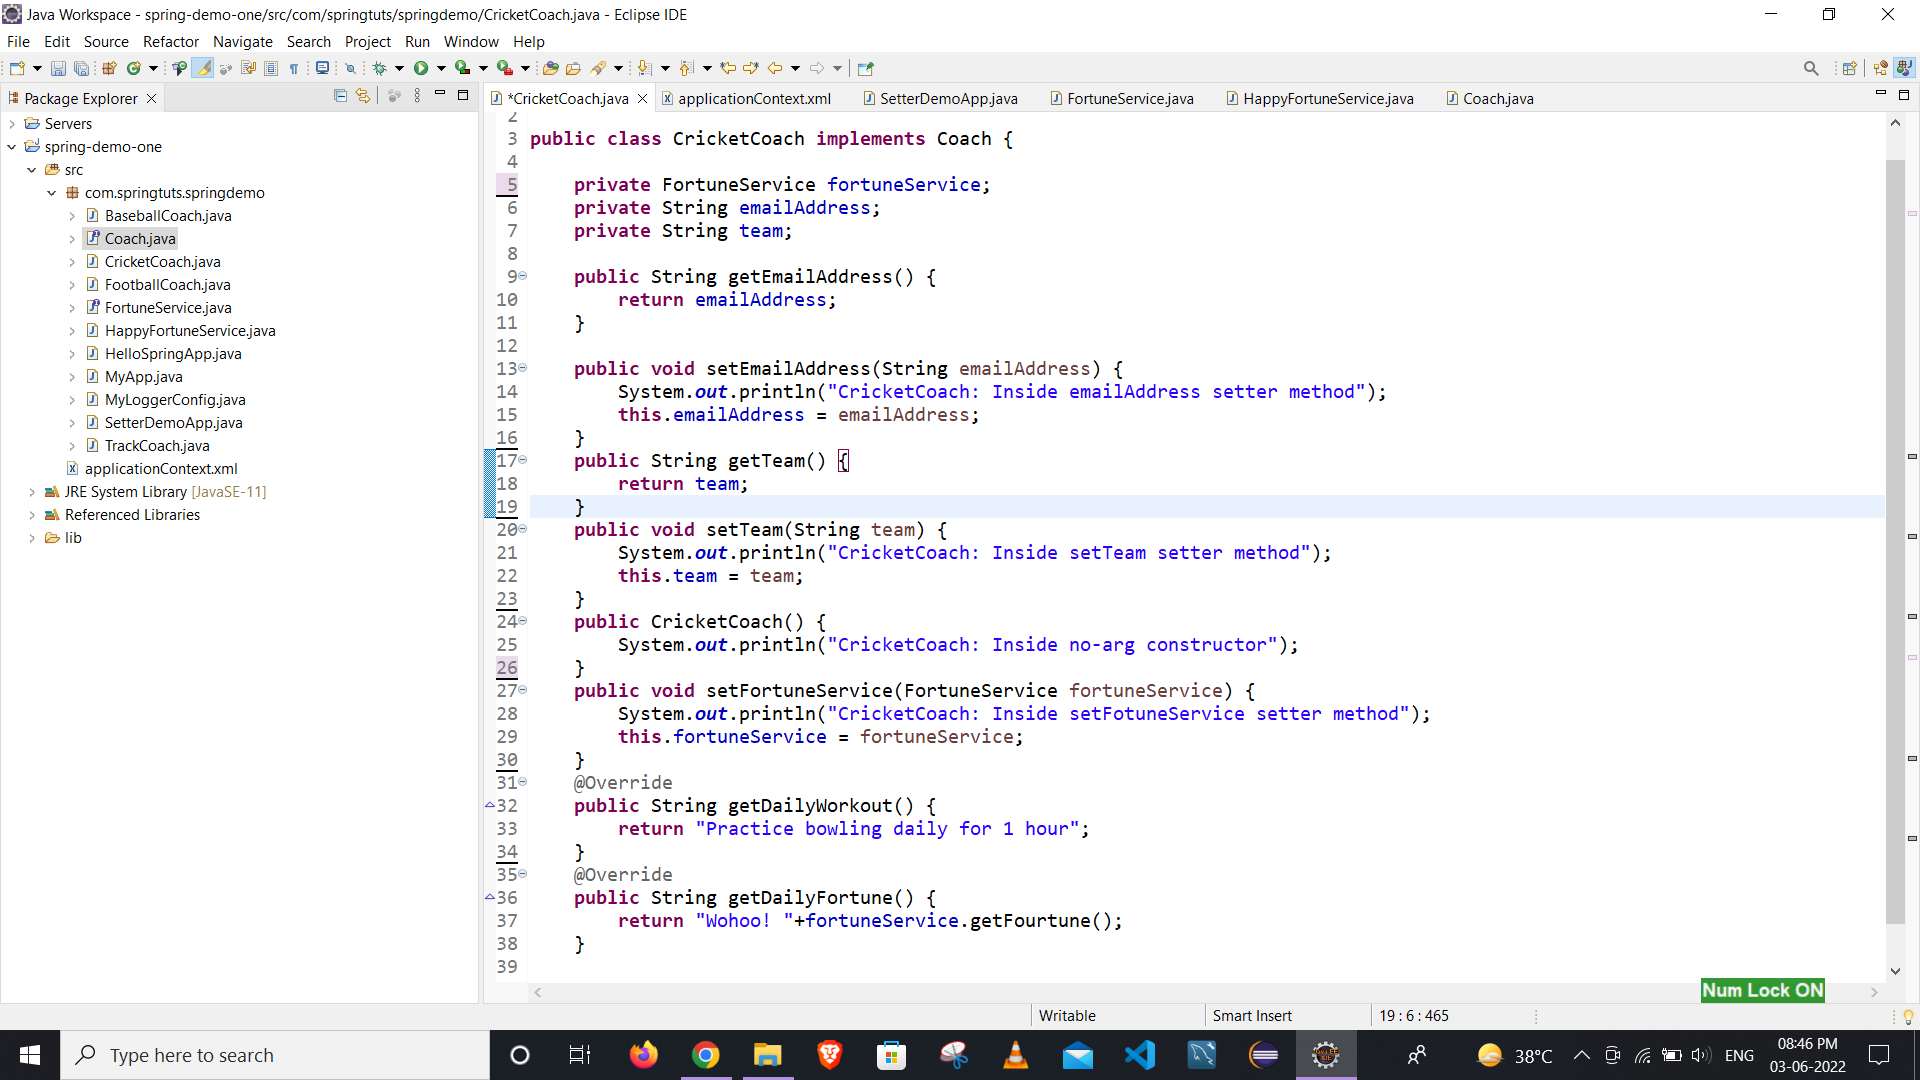 Java Workspace - spring-demo-one/src/com/springtuts/springdemo/CricketCoach.java - Eclipse IDE
File Edit Source Refactor Navigate Search Project Run Window Help
Package Explorer
Servers
spring-demo-one
src
com.springtuts.springdemo
BaseballCoach.java
Coach.java
CricketCoach.java
FootballCoach.java
FortuneService.java
HappyFortuneService.java
HelloSpringApp.java
MyApp.java
MyLoggerConfig.java
SetterDemoApp.java
TrackCoach.java
applicationContext.xml
JRE System Library [JavaSE-11]
Referenced Libraries
lib
*CricketCoach.java applicationContext.xml SetterDemoApp.java FortuneService.java HappyFortuneService.java Coach.java
2
3 public class CricketCoach implements Coach {
4
5 private FortuneService fortuneService;
6 private String emailAddress;
7 private String team;
8
9 public String getEmailAddress() {
10 return emailAddress;
11 }
12
13 public void setEmailAddress(String emailAddress) {
14 System.out.println("CricketCoach: Inside emailAddress setter method");
15 this.emailAddress = emailAddress;
16 }
17 public String getTeam() {
18 return team;
19 }
20 public void setTeam(String team) {
21 System.out.println("CricketCoach: Inside setTeam setter method");
22 this.team = team;
23 }
24 public CricketCoach() {
25 System.out.println("CricketCoach: Inside no-arg constructor");
26 }
27 public void setFortuneService(FortuneService fortuneService) {
28 System.out.println("CricketCoach: Inside setFotuneService setter method");
29 this.fortuneService = fortuneService;
30 }
31 @Override
32 public String getDailyWorkout() {
33 return "Practice bowling daily for 1 hour";
34 }
35 @Override
36 public String getDailyFortune() {
37 return "Wohoo! "+fortuneService.getFourtune();
38 }
39
Num Lock ON
Writable Smart Insert 19 : 6 : 465
Type here to search
38°C ENG 08:46 PM
03-06-2022